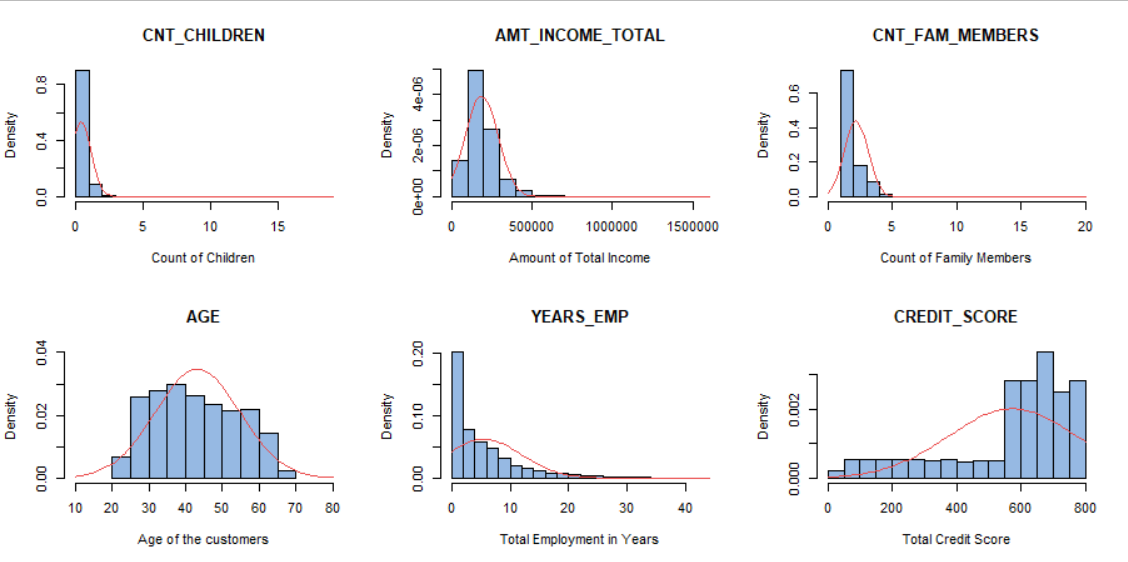 CNT_CHILDREN
Density
0.0 0.4 0.8
0 5 10 15
Count of Children
AMT_INCOME_TOTAL
Density
0e+00 2e-06 4e-06
0 500000 1000000 1500000
Amount of Total Income
CNT_FAM_MEMBERS
Density
0.0 0.2 0.4 0.6
0 5 10 15 20
Count of Family Members
AGE
Density
0.00 0.02 0.04
10 20 30 40 50 60 70 80
Age of the customers
YEARS_EMP
Density
0.00 0.10 0.20
0 10 20 30 40
Total Employment in Years
CREDIT_SCORE
Density
0.000 0.002
0 200 400 600 800
Total Credit Score